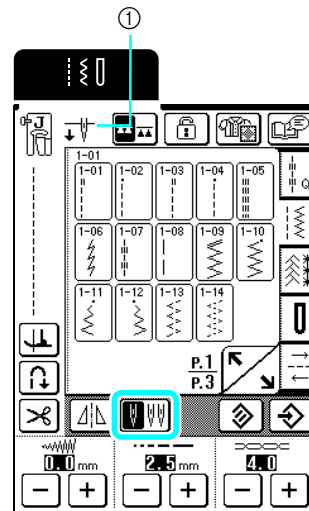 ①
J
1-01
1-01 1-02 1-03 1-04 1-05
Q
1-06 1-07 1-08 1-09 1-10
1-11 1-12 1-13 1-14
P.1
P.3
0.0 mm 2.5 mm 4.0
- + - + - +